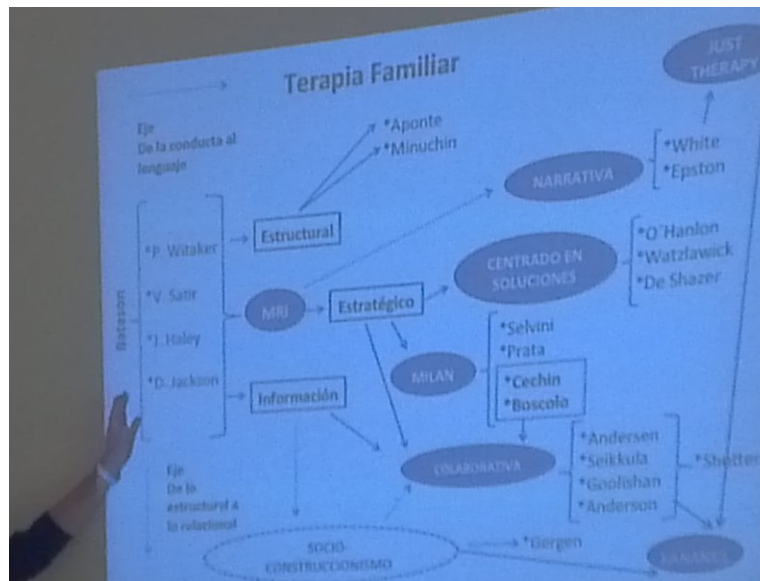 Terapia Familiar
JUST
THERAPY
Eje
De la conducta al
lenguaje
*Aponte
*Minuchin
*White
*Epston
NARRATIVA
Estructural
Bateson
*P. Witaker
*V. Satir
*J. Haley
*D. Jackson
MRI
Estratégico
CENTRADO EN
SOLUCIONES
*O´Hanlon
*Watzlawick
*De Shazer
*Selvini
*Prata
*Cechin
*Boscolo
MILAN
Información
COLABORATIVA
*Andersen
*Seikkula
*Goolishan
*Anderson
*Shotter
Eje
De lo
estructural a
lo relacional
SOCIO-
CONSTRUCCIONISMO
*Gergen